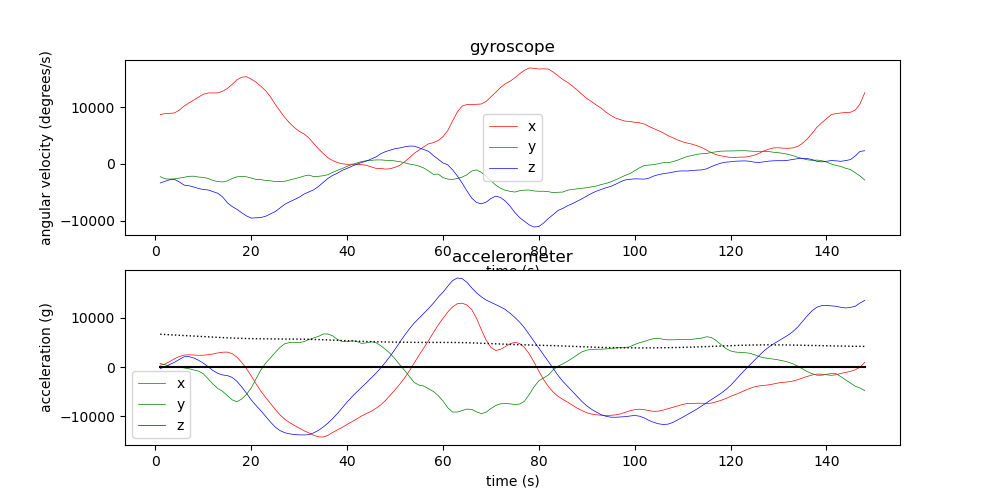 gyroscope
angular velocity (degrees/s)
10000
0
−10000
x
y
z
0 20 40 60 80 100 120 140
time (s)
accelerometer
acceleration (g)
10000
0
−10000
x
y
z
0 20 40 60 80 100 120 140
time (s)